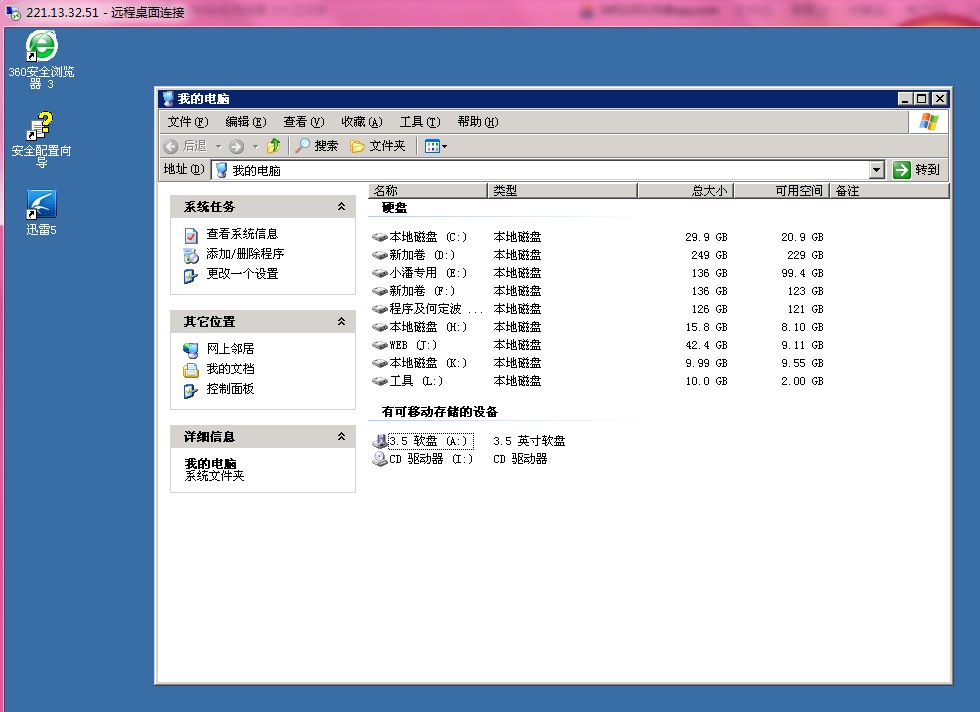 221.13.32.51 - 远程桌面连接
360安全浏览
器 3
安全配置向
导
迅雷5
我的电脑
文件(F) 编辑(E) 查看(V) 收藏(A) 工具(T) 帮助(H)
后退 搜索 文件夹
地址(D) 我的电脑 转到
系统任务
查看系统信息
添加/删除程序
更改一个设置
其它位置
网上邻居
我的文档
控制面板
详细信息
我的电脑
系统文件夹
名称 类型 总大小 可用空间 备注
硬盘
本地磁盘 (C:) 本地磁盘 29.9 GB 20.9 GB
新加卷 (D:) 本地磁盘 249 GB 229 GB
小潘专用 (E:) 本地磁盘 136 GB 99.4 GB
新加卷 (F:) 本地磁盘 136 GB 123 GB
程序及何定波 ... 本地磁盘 126 GB 121 GB
本地磁盘 (H:) 本地磁盘 15.8 GB 8.10 GB
WEB (J:) 本地磁盘 42.4 GB 9.11 GB
本地磁盘 (K:) 本地磁盘 9.99 GB 9.55 GB
工具 (L:) 本地磁盘 10.0 GB 2.00 GB
有可移动存储的设备
3.5 软盘 (A:) 3.5 英寸软盘
CD 驱动器 (I:) CD 驱动器